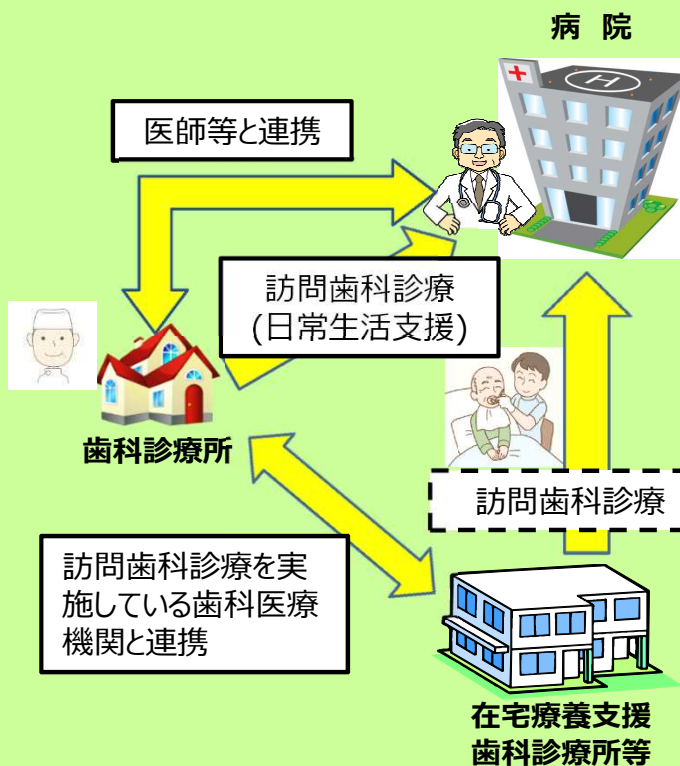 病 院
医師等と連携
訪問歯科診療
(日常生活支援)
歯科診療所
訪問歯科診療
訪問歯科診療を実
施している歯科医療
機関と連携
在宅療養支援
歯科診療所等
H